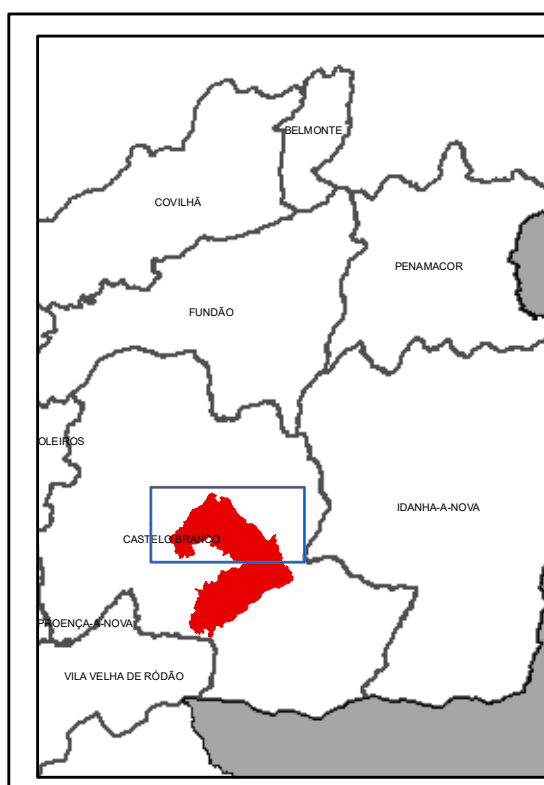 BELMONTE
COVILHÃ
PENAMACOR
FUNDÃO
OLEIROS
IDANHA-A-NOVA
CASTELO BRANCO
PROENÇA-A-NOVA
VILA VELHA DE RÓDÃO